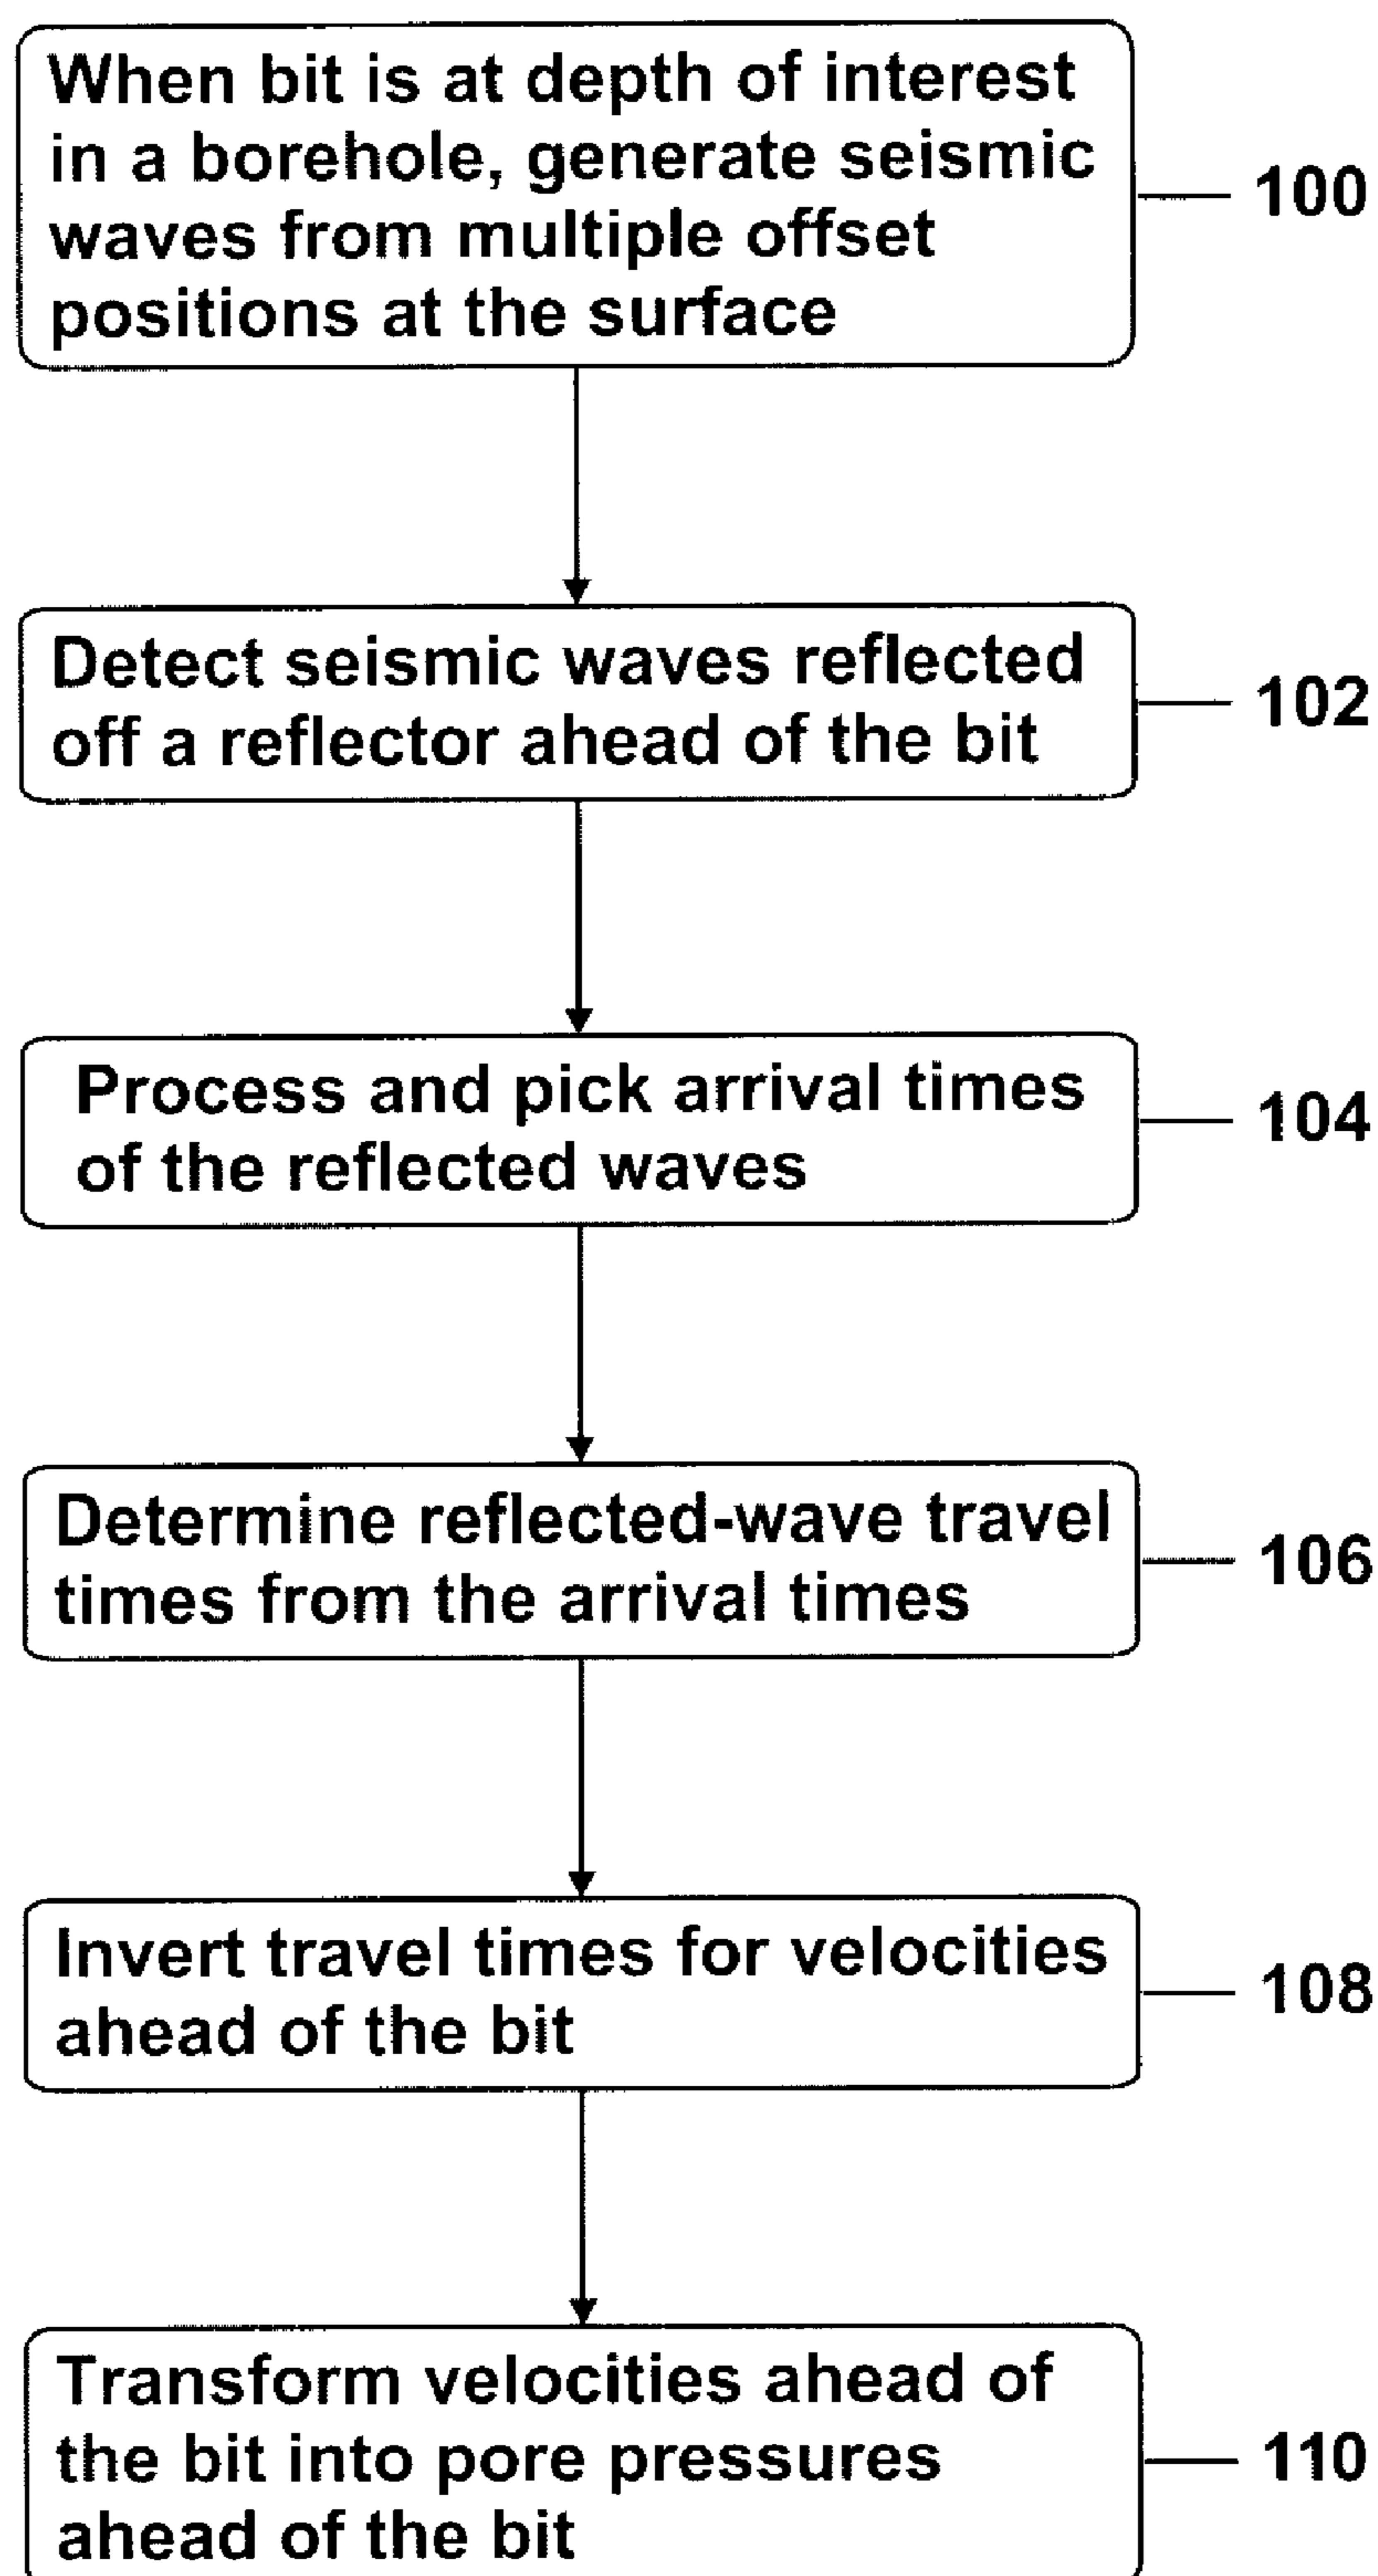 When bit is at depth of interest
in a borehole, generate seismic
waves from multiple offset
positions at the surface
100
Detect seismic waves reflected
off a reflector ahead of the bit
102
Process and pick arrival times
of the reflected waves
104
Determine reflected-wave travel
times from the arrival times
106
Invert travel times for velocities
ahead of the bit
108
Transform velocities ahead of
the bit into pore pressures
ahead of the bit
110